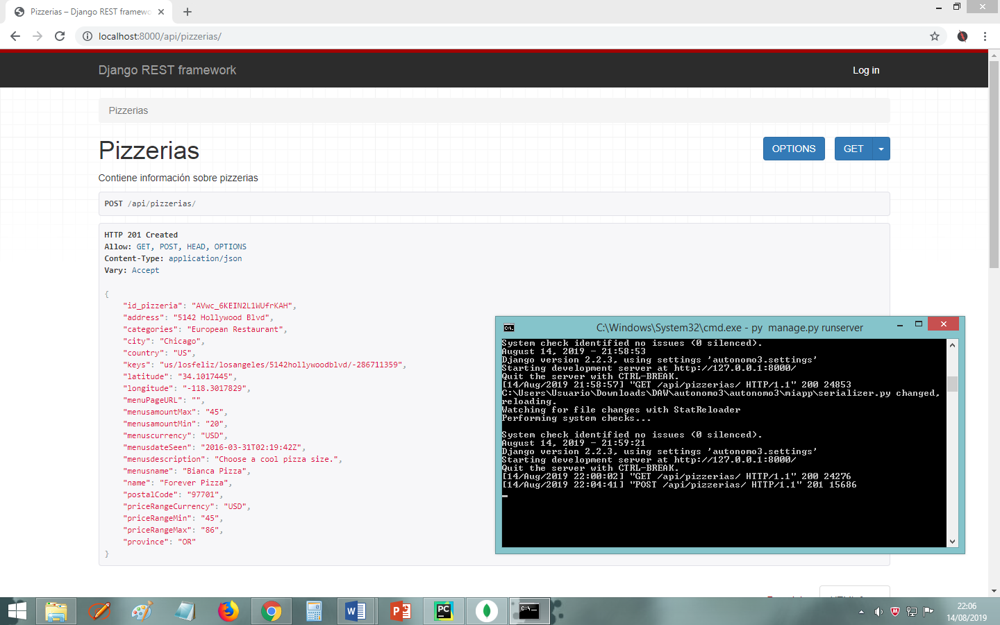 Pizzerias – Django REST framewo
localhost:8000/api/pizzerias/
Django REST framework
Log in
Pizzerias
Pizzerias
OPTIONS
GET
Contiene información sobre pizzerias
POST /api/pizzerias/
HTTP 201 Created
Allow: GET, POST, HEAD, OPTIONS
Content-Type: application/json
Vary: Accept
{
"id_pizzeria": "AVwc_6KEIN2L1WUfrKAH",
"address": "5142 Hollywood Blvd",
"categories": "European Restaurant",
"city": "Chicago",
"country": "US",
"keys": "us/losfeliz/losangeles/5142hollywoodblvd/-286711359",
"latitude": "34.1017445",
"longitude": "-118.3017829",
"menuPageURL": "",
"menusamountMax": "45",
"menusamountMin": "20",
"menuscurrency": "USD",
"menusdateSeen": "2016-03-31T02:19:42Z",
"menusdescription": "Choose a cool pizza size.",
"menusname": "Bianca Pizza",
"name": "Forever Pizza",
"postalCode": "97701",
"priceRangeCurrency": "USD",
"priceRangeMin": "45",
"priceRangeMax": "86",
"province": "OR"
}
C:\Windows\System32\cmd.exe - py manage.py runserver
System check identified no issues (0 silenced).
August 14, 2019 - 21:58:53
Django version 2.2.3, using settings 'autonomo3.settings'
Starting development server at http://127.0.0.1:8000/
Quit the server with CTRL-BREAK.
[14/Aug/2019 21:58:57] "GET /api/pizzerias/ HTTP/1.1" 200 24853
C:\Users\Usuario\Downloads\DAW\autonomo3\autonomo3\miapp\serializer.py changed,
reloading.
Watching for file changes with StatReloader
Performing system checks...
System check identified no issues (0 silenced).
August 14, 2019 - 21:59:21
Django version 2.2.3, using settings 'autonomo3.settings'
Starting development server at http://127.0.0.1:8000/
Quit the server with CTRL-BREAK.
[14/Aug/2019 22:00:02] "GET /api/pizzerias/ HTTP/1.1" 200 24276
[14/Aug/2019 22:04:41] "POST /api/pizzerias/ HTTP/1.1" 201 15686
22:06
14/08/2019